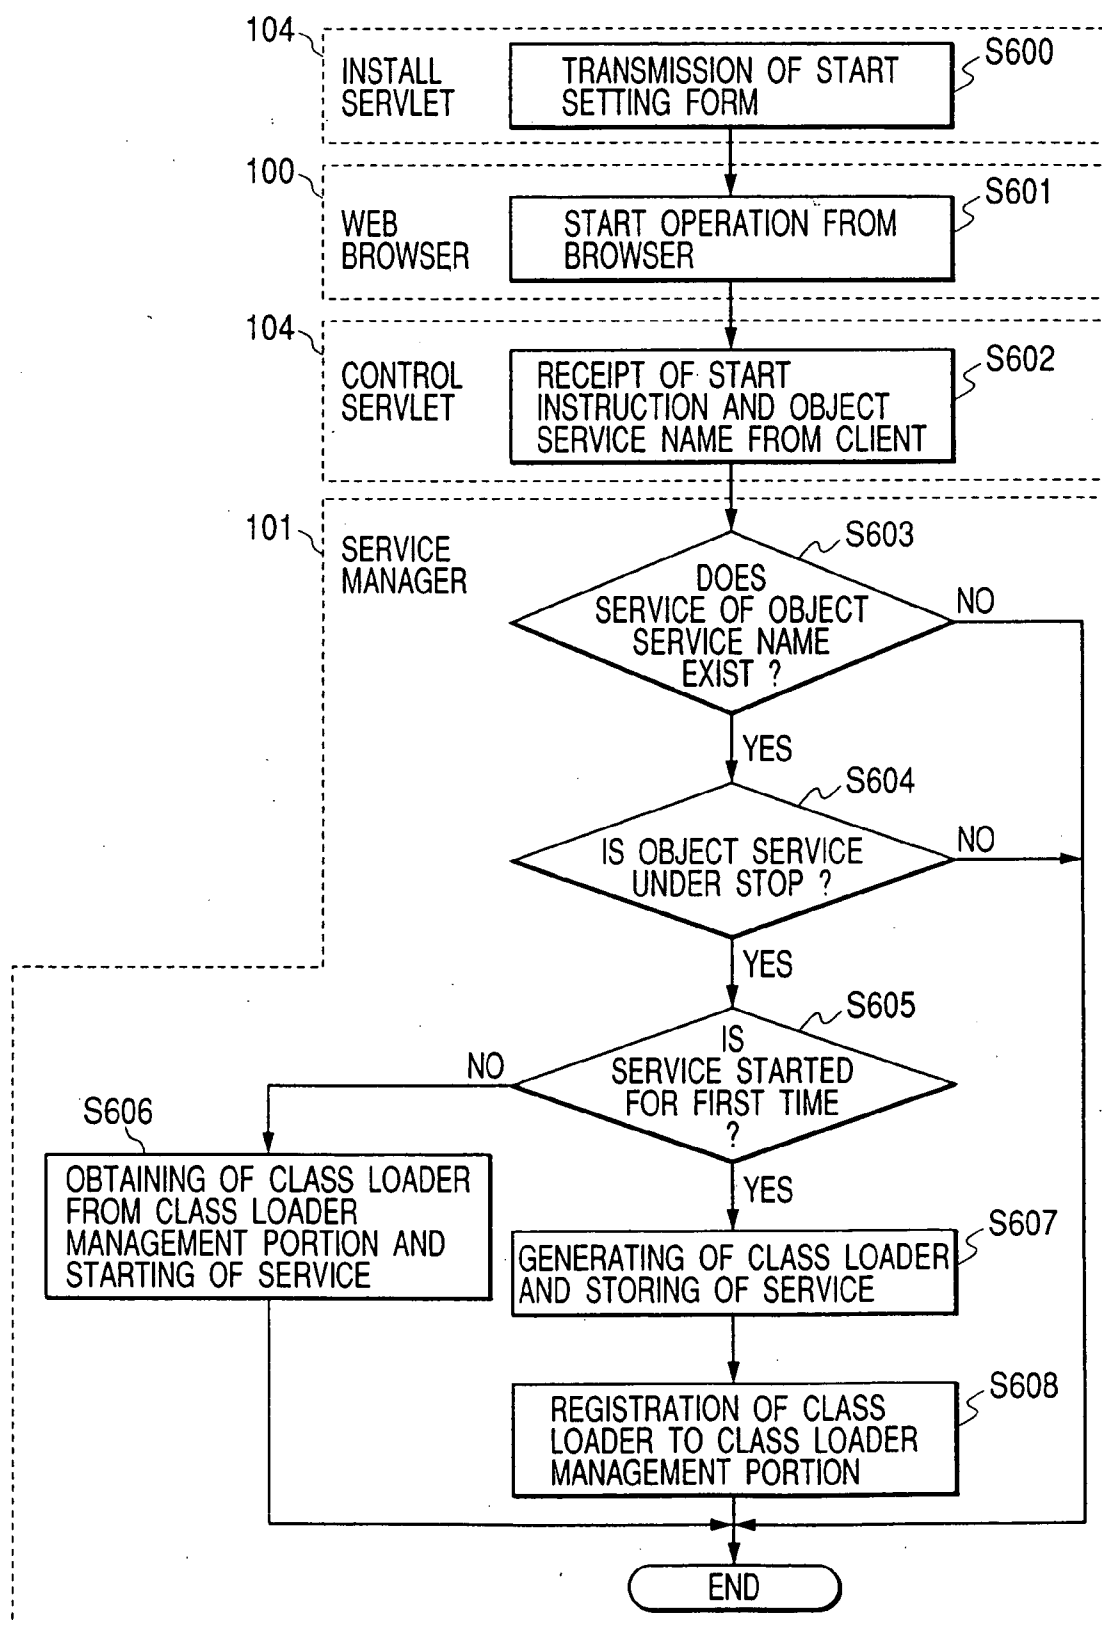 104
INSTALL
SERVLET
TRANSMISSION OF START
SETTING FORM
S600
100
WEB
BROWSER
START OPERATION FROM
BROWSER
S601
104
CONTROL
SERVLET
RECEIPT OF START
INSTRUCTION AND OBJECT
SERVICE NAME FROM CLIENT
S602
101
SERVICE
MANAGER
S603
DOES
SERVICE OF OBJECT
SERVICE NAME
EXIST ?
NO
YES
S604
IS OBJECT SERVICE
UNDER STOP ?
NO
YES
S605
IS
SERVICE STARTED
FOR FIRST TIME
?
NO
YES
S606
OBTAINING OF CLASS LOADER
FROM CLASS LOADER
MANAGEMENT PORTION AND
STARTING OF SERVICE
S607
GENERATING OF CLASS LOADER
AND STORING OF SERVICE
S608
REGISTRATION OF CLASS
LOADER TO CLASS LOADER
MANAGEMENT PORTION
END